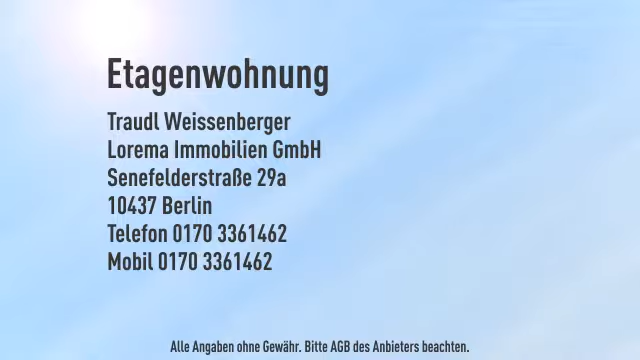 Etagenwohnung
Traudl Weissenberger
Lorema Immobilien GmbH
Senefelderstraße 29a
10437 Berlin
Telefon 0170 3361462
Mobil 0170 3361462
Alle Angaben ohne Gewähr. Bitte AGB des Anbieters beachten.